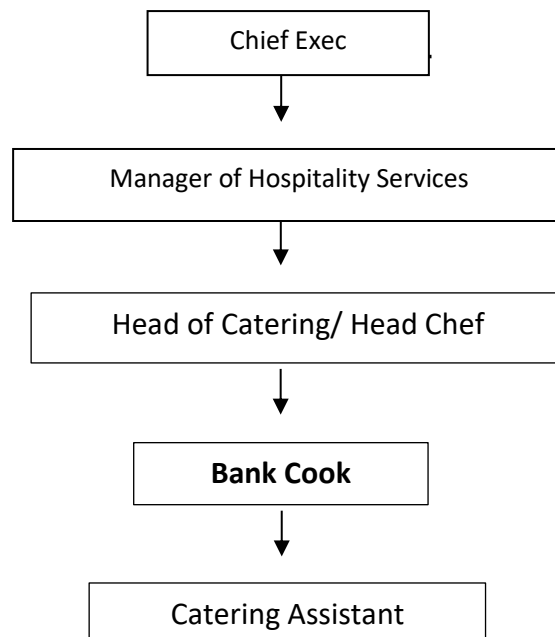 Chief Exec
Manager of Hospitality Services
Head of Catering/ Head Chef
Bank Cook
Catering Assistant